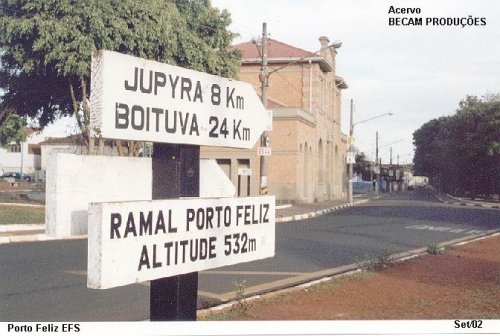 Acervo
BECAM PRODUÇÕES
JUPYRA 8 Km
BOITUVA 24 Km
RAMAL PORTO FELIZ
ALTITUDE 532m
Porto Feliz EFS
Set/02